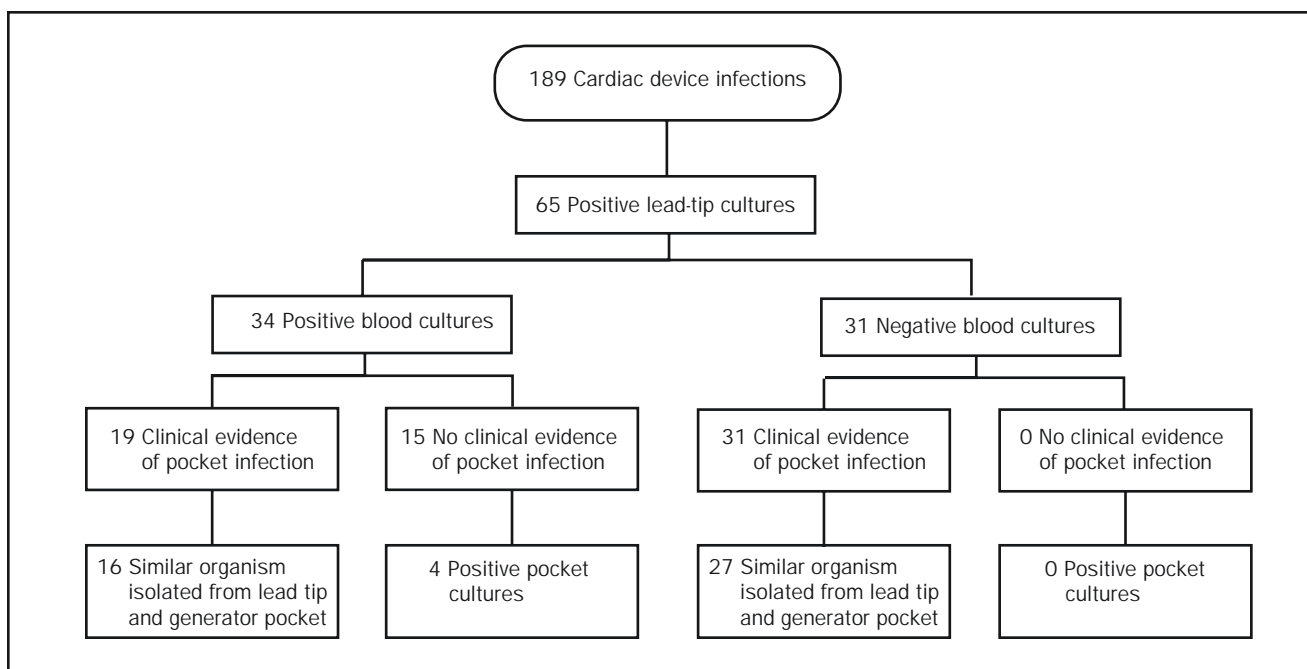 189 Cardiac device infections
65 Positive lead-tip cultures
34 Positive blood cultures
31 Negative blood cultures
19 Clinical evidence
of pocket infection
15 No clinical evidence
of pocket infection
31 Clinical evidence
of pocket infection
0 No clinical evidence
of pocket infection
16 Similar organism
isolated from lead tip
and generator pocket
4 Positive pocket
cultures
27 Similar organism
isolated from lead tip
and generator pocket
0 Positive pocket
cultures